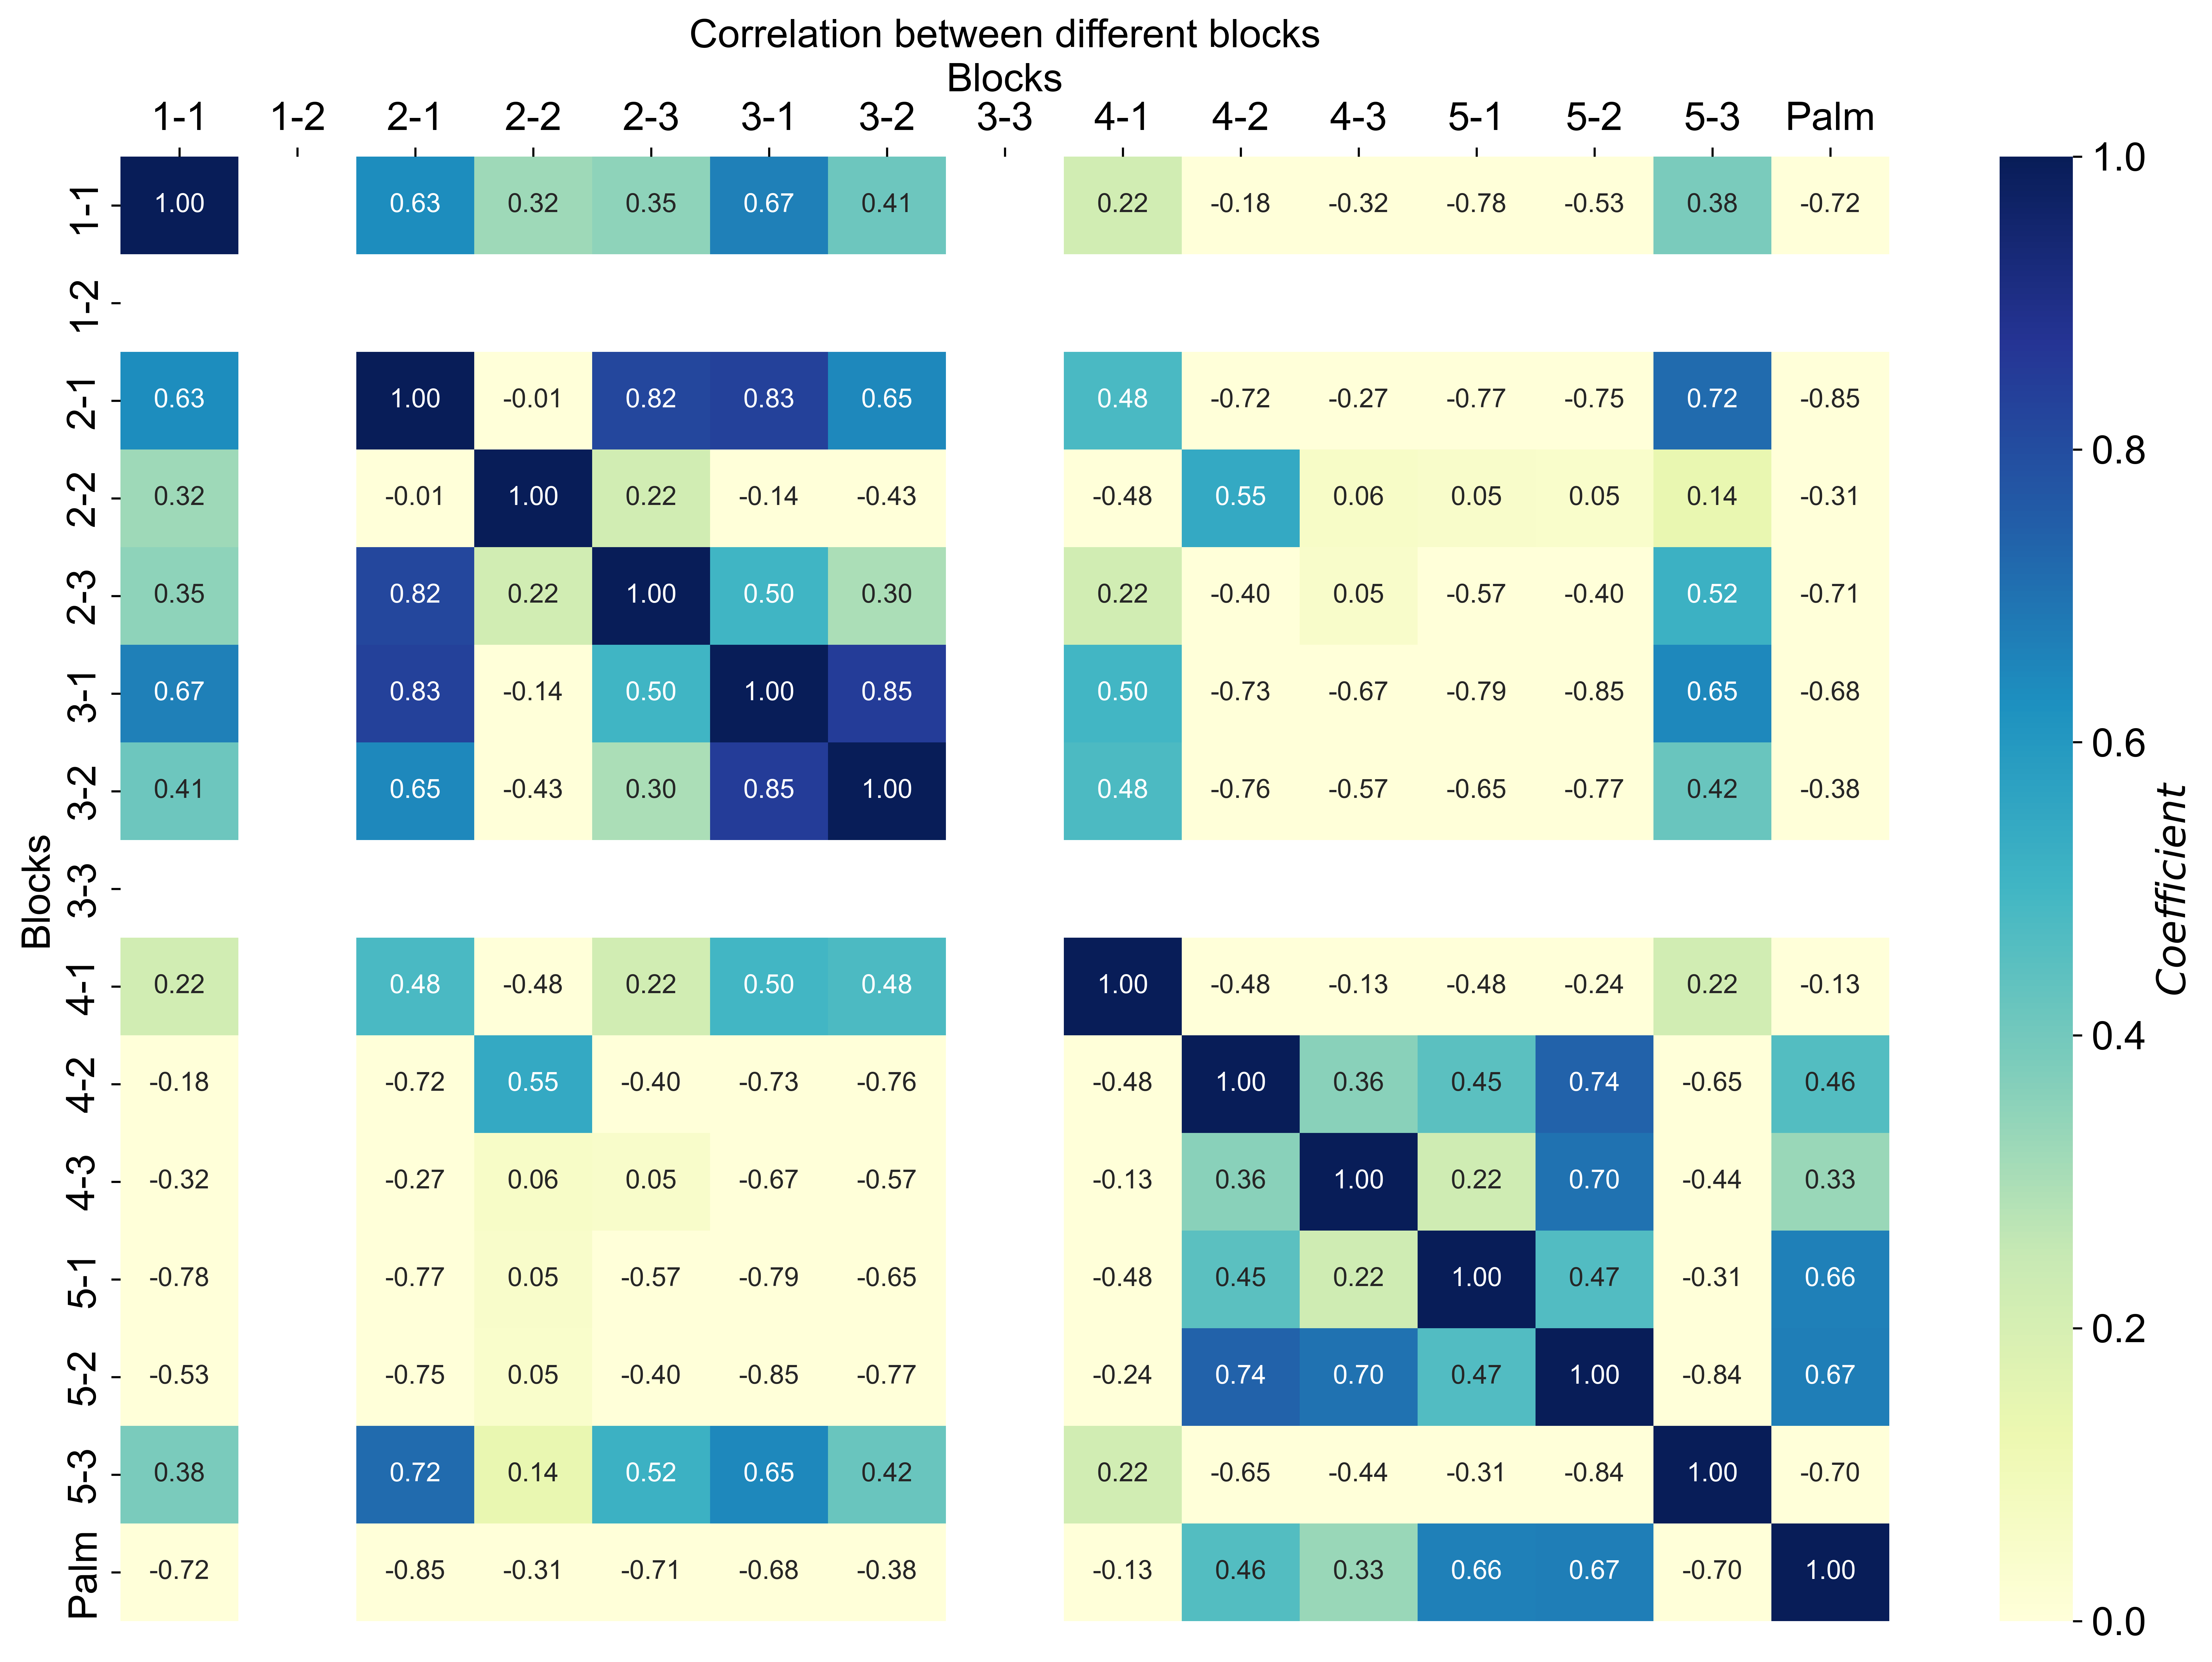 Correlation between different blocks
Blocks
1-1 1-2 2-1 2-2 2-3 3-1 3-2 3-3 4-1 4-2 4-3 5-1 5-2 5-3 Palm
1-1 1.00 0.63 0.32 0.35 0.67 0.41 0.22 -0.18 -0.32 -0.78 -0.53 0.38 -0.72
1-2
2-1 0.63 1.00 -0.01 0.82 0.83 0.65 0.48 -0.72 -0.27 -0.77 -0.75 0.72 -0.85
2-2 0.32 -0.01 1.00 0.22 -0.14 -0.43 -0.48 0.55 0.06 0.05 0.05 0.14 -0.31
2-3 0.35 0.82 0.22 1.00 0.50 0.30 0.22 -0.40 0.05 -0.57 -0.40 0.52 -0.71
3-1 0.67 0.83 -0.14 0.50 1.00 0.85 0.50 -0.73 -0.67 -0.79 -0.85 0.65 -0.68
3-2 0.41 0.65 -0.43 0.30 0.85 1.00 0.48 -0.76 -0.57 -0.65 -0.77 0.42 -0.38
3-3
4-1 0.22 0.48 -0.48 0.22 0.50 0.48 1.00 -0.48 -0.13 -0.48 -0.24 0.22 -0.13
4-2 -0.18 -0.72 0.55 -0.40 -0.73 -0.76 -0.48 1.00 0.36 0.45 0.74 -0.65 0.46
4-3 -0.32 -0.27 0.06 0.05 -0.67 -0.57 -0.13 0.36 1.00 0.22 0.70 -0.44 0.33
5-1 -0.78 -0.77 0.05 -0.57 -0.79 -0.65 -0.48 0.45 0.22 1.00 0.47 -0.31 0.66
5-2 -0.53 -0.75 0.05 -0.40 -0.85 -0.77 -0.24 0.74 0.70 0.47 1.00 -0.84 0.67
5-3 0.38 0.72 0.14 0.52 0.65 0.42 0.22 -0.65 -0.44 -0.31 -0.84 1.00 -0.70
Palm -0.72 -0.85 -0.31 -0.71 -0.68 -0.38 -0.13 0.46 0.33 0.66 0.67 -0.70 1.00
Blocks
1.0
0.8
0.6
0.4
0.2
0.0
Coefficient